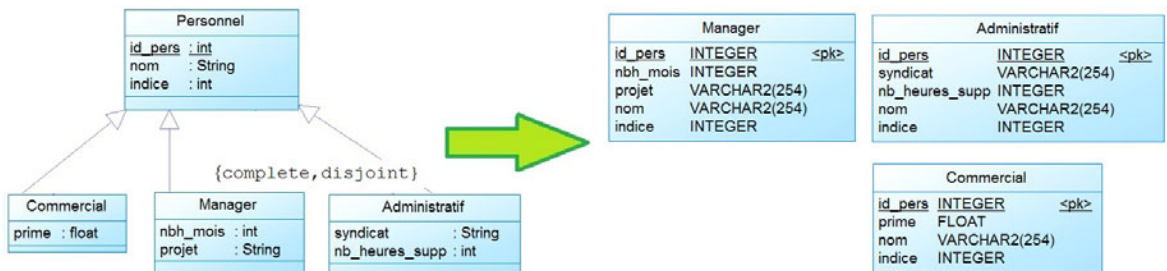 Personnel
id_pers : int
nom : String
indice : int
{complete,disjoint}
Commercial
prime : float
Manager
nbh_mois : int
projet : String
Administratif
syndicat : String
nb_heures_supp : int
Manager
id_pers INTEGER <pk>
nbh_mois INTEGER
projet VARCHAR2(254)
nom VARCHAR2(254)
indice INTEGER
Administratif
id_pers INTEGER <pk>
syndicat VARCHAR2(254)
nb_heures_supp INTEGER
nom VARCHAR2(254)
indice INTEGER
Commercial
id_pers INTEGER <pk>
prime FLOAT
nom VARCHAR2(254)
indice INTEGER